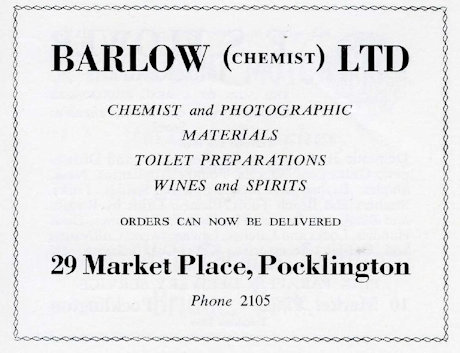 BARLOW (CHEMIST) LTD
CHEMIST and PHOTOGRAPHIC
MATERIALS
TOILET PREPARATIONS
WINES and SPIRITS
ORDERS CAN NOW BE DELIVERED
29 Market Place, Pocklington
Phone 2105